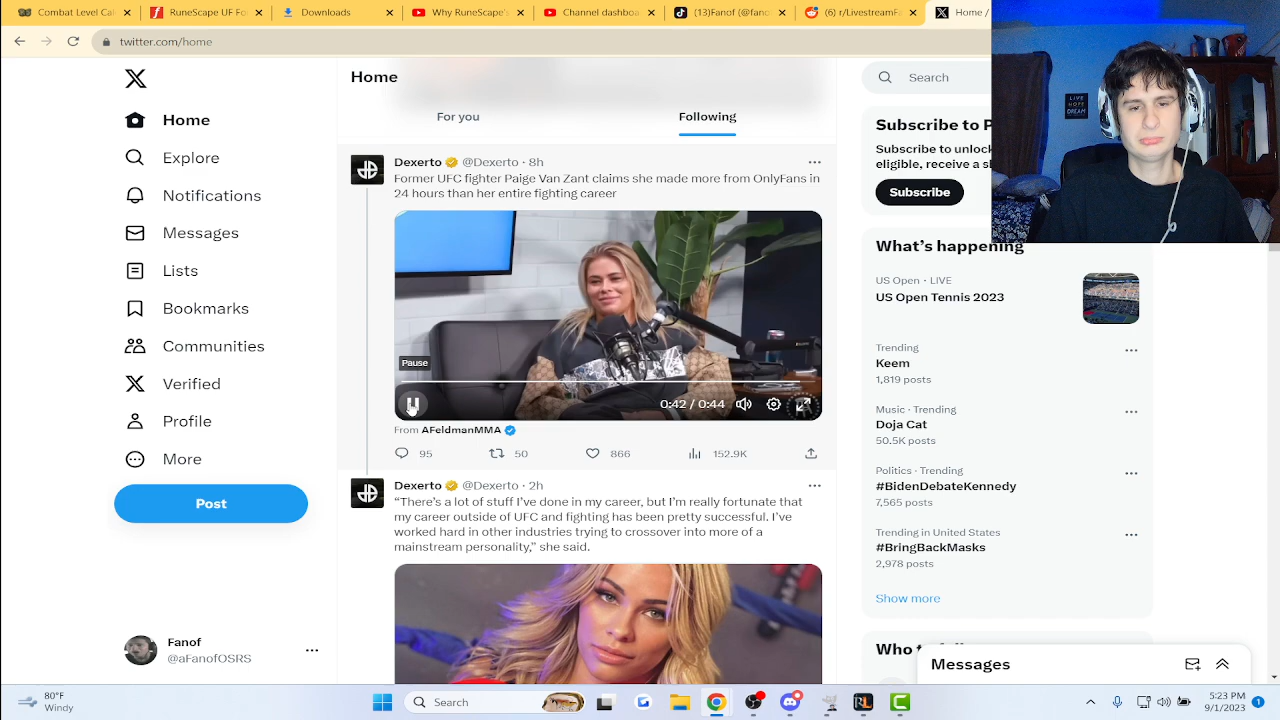 Combat Level Cal
RuneScape UF Fo
Downloads
Why RuneScape's
Channel dashboa
(13)Fanof (@fano
(6) r/LivestreamFa
Home /
twitter.com/home
LIVE
HOPE
DREAM
Home
Search
For you
Following
Home
Explore
Notifications
Messages
Lists
Bookmarks
Communities
Verified
Profile
More
Post
Fanof
@aFanofOSRS
Dexerto @Dexerto · 8h
Former UFC fighter Paige Van Zant claims she made more from OnlyFans in
24 hours than her entire fighting career
Pause
0:42 / 0:44
From AFeldmanMMA
95
50
866
152.9K
Dexerto @Dexerto · 2h
“There’s a lot of stuff I’ve done in my career, but I’m really fortunate that
my career outside of UFC and fighting has been pretty successful. I’ve
worked hard in other industries trying to crossover into more of a
mainstream personality,” she said.
Subscribe to P
Subscribe to unlock
eligible, receive a s
Subscribe
What’s happening
US Open · LIVE
US Open Tennis 2023
Trending
Keem
1,819 posts
Music · Trending
Doja Cat
50.5K posts
Politics · Trending
#BidenDebateKennedy
7,565 posts
Trending in United States
#BringBackMasks
2,978 posts
Show more
Who
Messages
80°F
Windy
Search
5:23 PM
9/1/2023
1